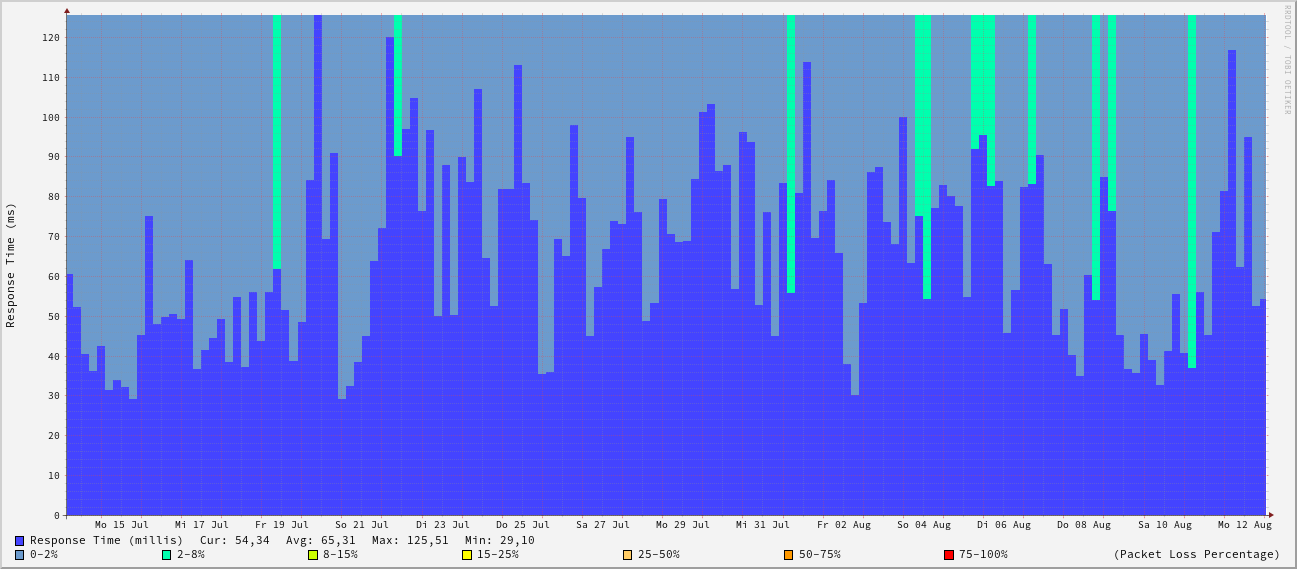 RRDTOOL / TOBI OETIKER
Response Time (ms)
120
110
100
90
80
70
60
50
40
30
20
10
0
Mo 15 Jul Mi 17 Jul Fr 19 Jul So 21 Jul Di 23 Jul Do 25 Jul Sa 27 Jul Mo 29 Jul Mi 31 Jul Fr 02 Aug So 04 Aug Di 06 Aug Do 08 Aug Sa 10 Aug Mo 12 Aug
Response Time (millis) Cur: 54,34 Avg: 65,31 Max: 125,51 Min: 29,10
0-2% 2-8% 8-15% 15-25% 25-50% 50-75% 75-100% (Packet Loss Percentage)